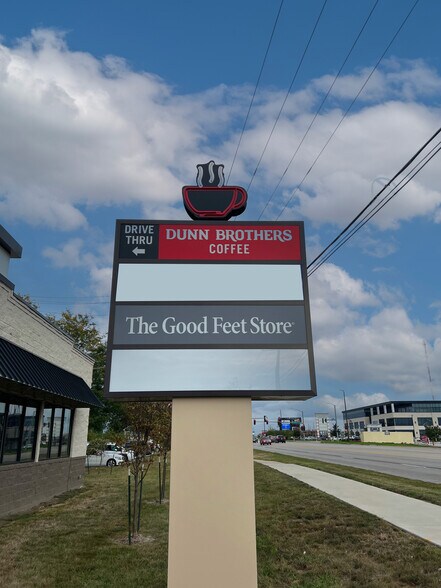 DRIVE
THRU
DUNN BROTHERS
COFFEE
The Good Feet Store